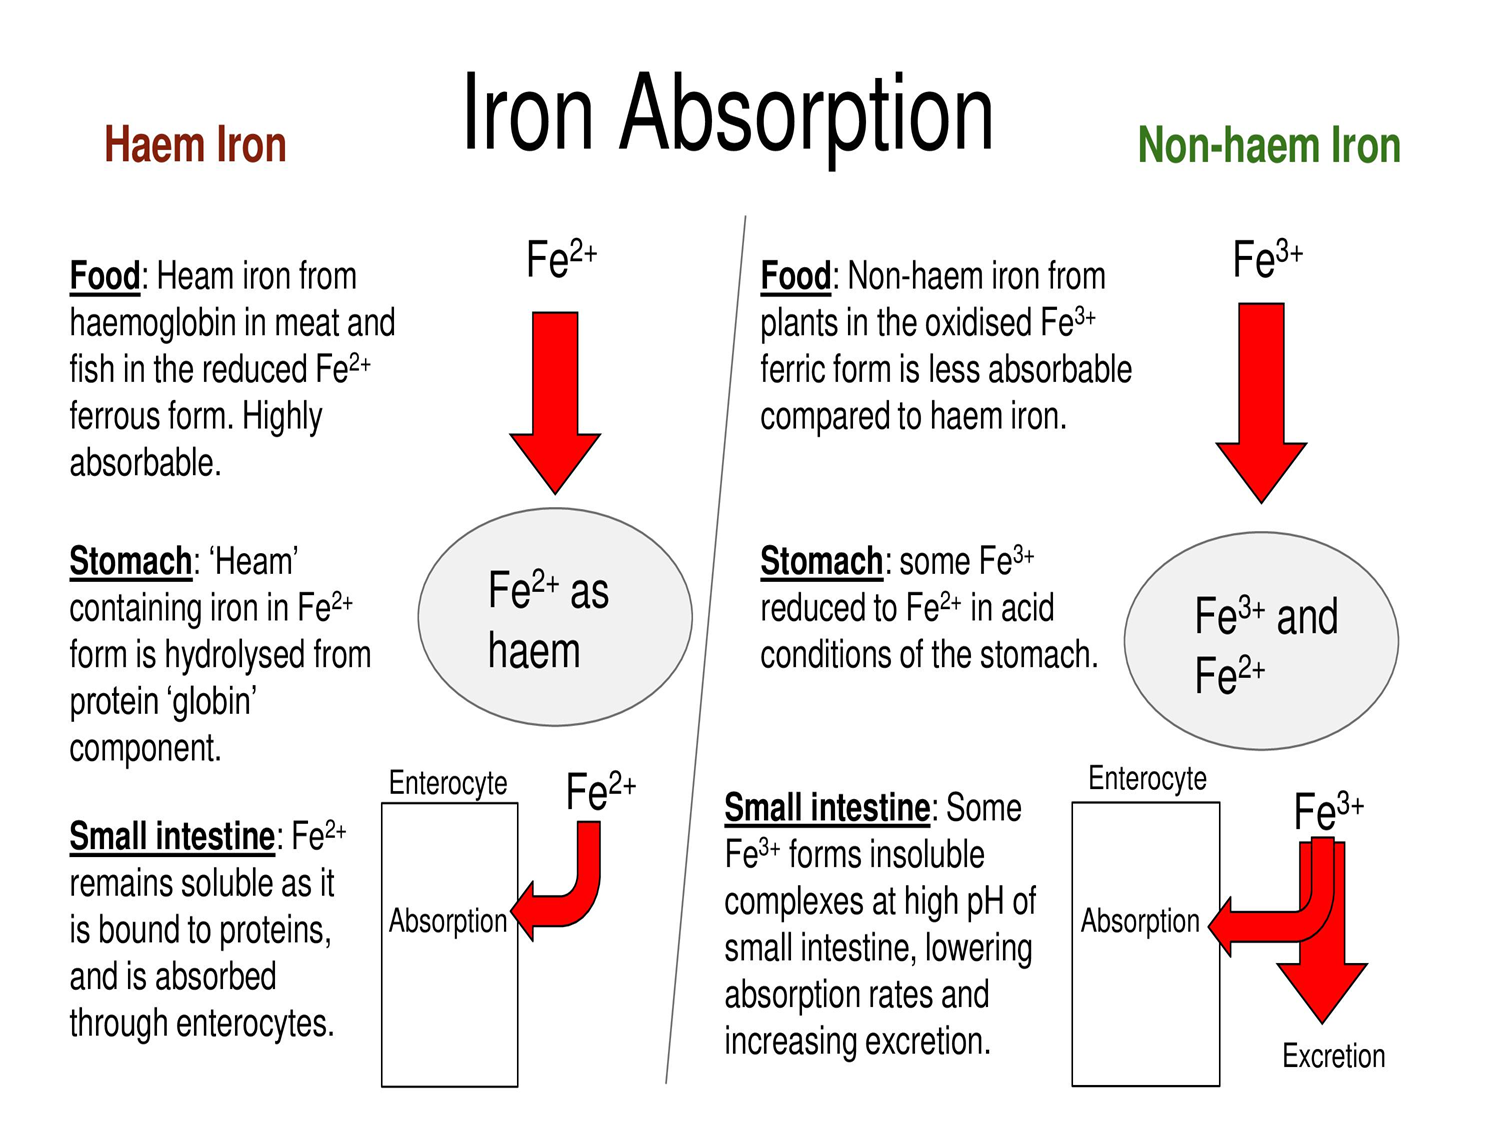 Iron Absorption
Haem Iron
Non-haem Iron
Food: Heam iron from
haemoglobin in meat and
fish in the reduced Fe²⁺
ferrous form. Highly
absorbable.
Fe²⁺
Stomach: ‘Heam’
containing iron in Fe²⁺
form is hydrolysed from
protein ‘globin’
component.
Fe²⁺ as
haem
Small intestine: Fe²⁺
remains soluble as it
is bound to proteins,
and is absorbed
through enterocytes.
Enterocyte
Fe²⁺
Absorption
Food: Non-haem iron from
plants in the oxidised Fe³⁺
ferric form is less absorbable
compared to haem iron.
Fe³⁺
Stomach: some Fe³⁺
reduced to Fe²⁺ in acid
conditions of the stomach.
Fe³⁺ and
Fe²⁺
Small intestine: Some
Fe³⁺ forms insoluble
complexes at high pH of
small intestine, lowering
absorption rates and
increasing excretion.
Enterocyte
Fe³⁺
Absorption
Excretion